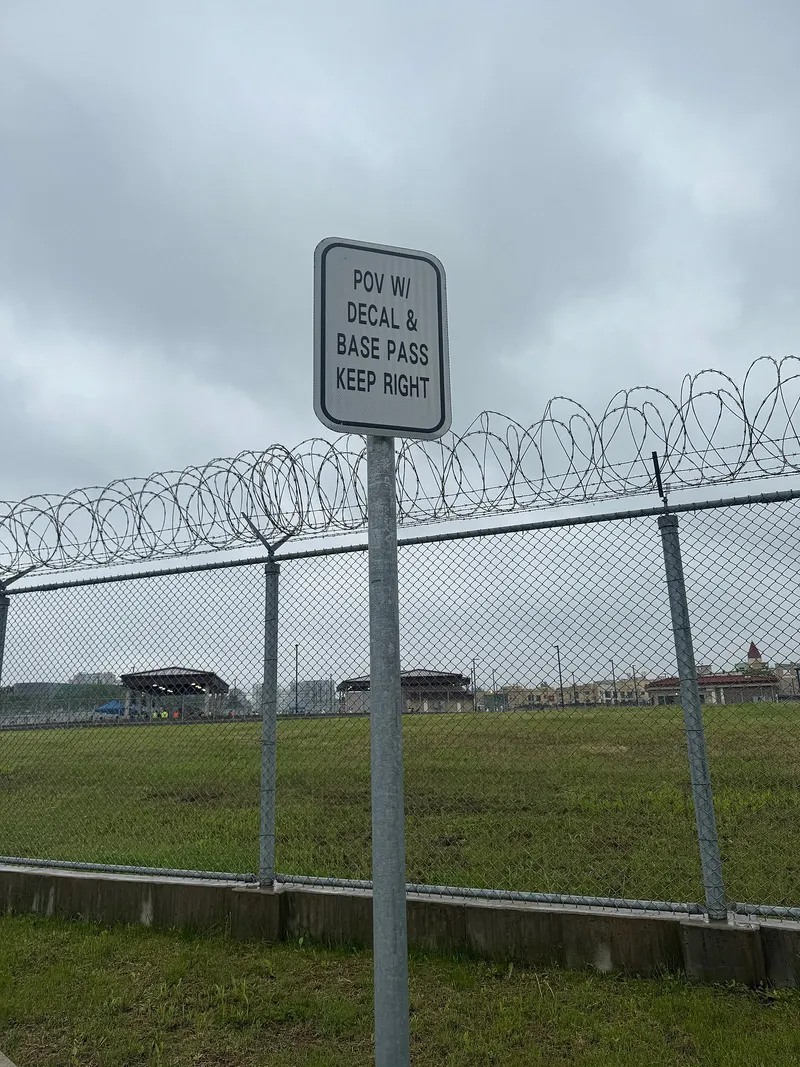 POV W/
DECAL &
BASE PASS
KEEP RIGHT